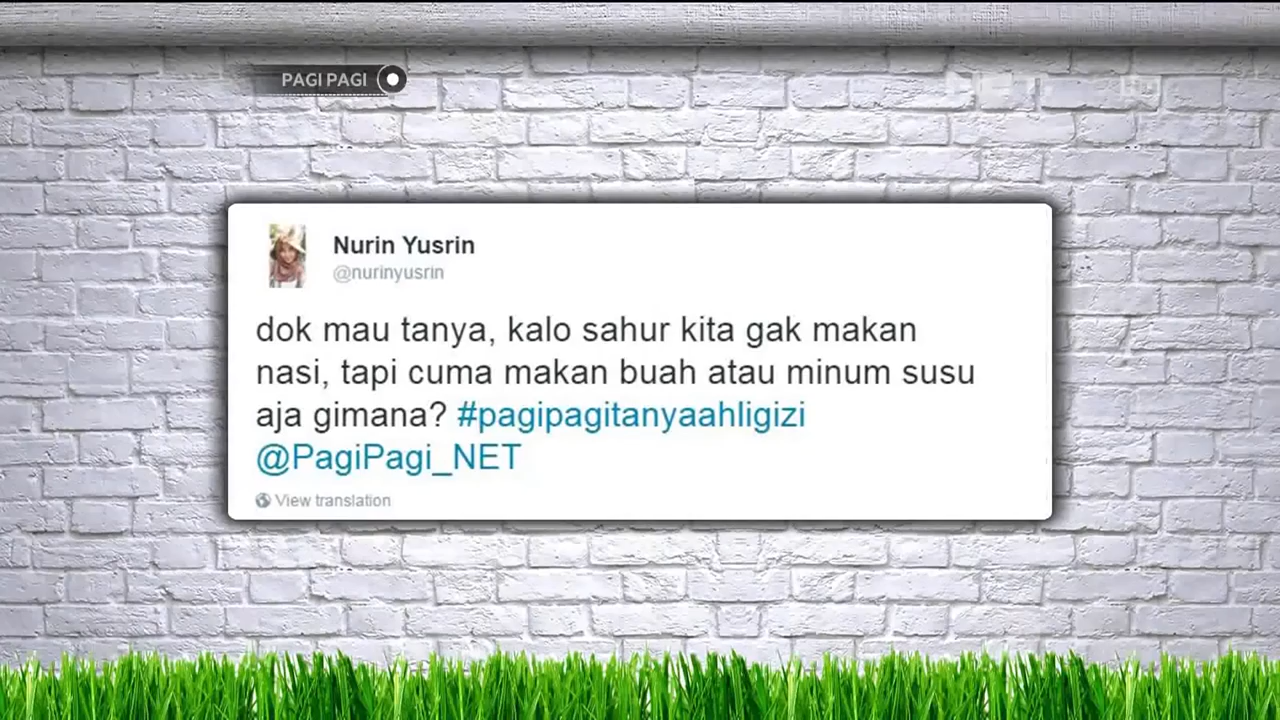 PAGI PAGI
Nurin Yusrin
@nurinyusrin
dok mau tanya, kalo sahur kita gak makan
nasi, tapi cuma makan buah atau minum susu
aja gimana? #pagipagitanyaahligizi
@PagiPagi_NET
View translation